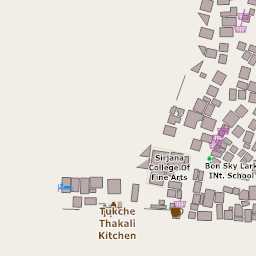 Sirjana
College Of
Fine Arts
Bon Sky Lark
INt. School
Tukche
Thakali
Kitchen